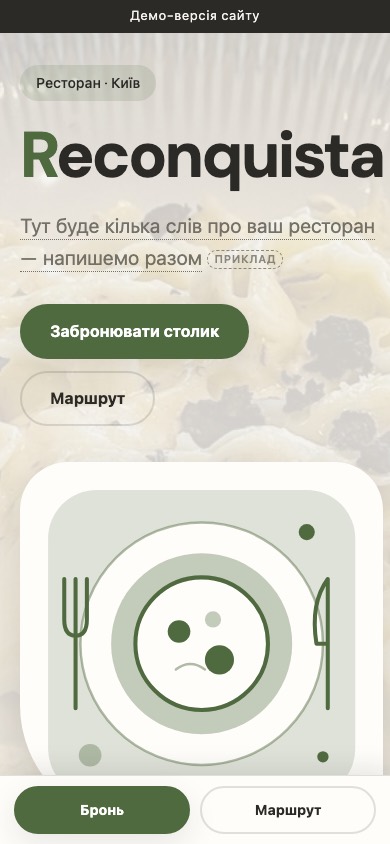 Демо-версія сайту
Ресторан · Київ
Reconquista
Тут буде кілька слів про ваш ресторан
— напишемо разом ПРИКЛАД
Забронювати столик
Маршрут
Бронь Маршрут